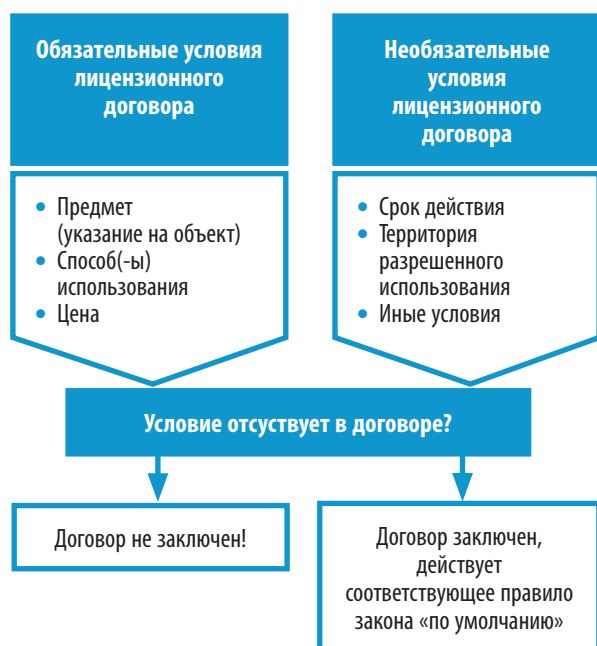 Обязательные условия
лицензионного
договора
Необязательные
условия
лицензионного
договора
• Предмет
(указание на объект)
• Способ(-ы)
использования
• Цена
• Срок действия
• Территория
разрешенного
использования
• Иные условия
Условие отсуствует в договоре?
Договор не заключен!
Договор заключен,
действует
соответствующее правило
закона «по умолчанию»